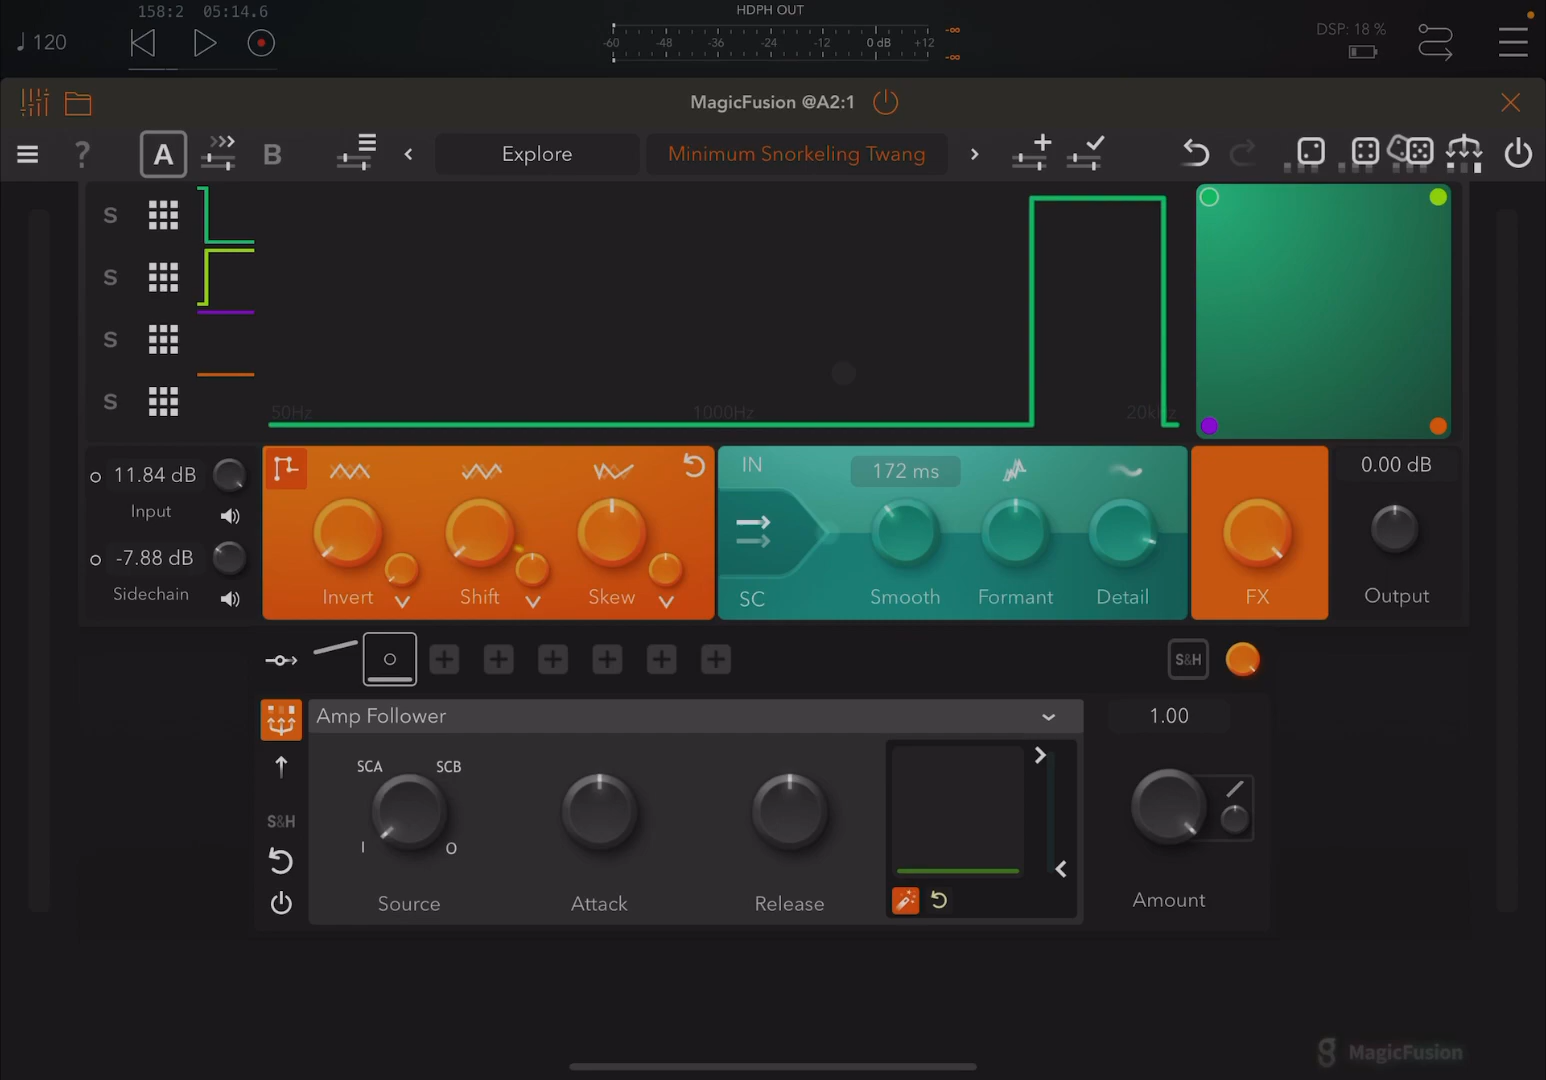 158:2 05:14.6
HDPH OUT
♩ 120
-60 -48 -36 -24 -12 0 dB +12
-∞
-∞
DSP: 18 %
MagicFusion @A2:1
? A B Explore Minimum Snorkeling Twang
S
S
S
S
50Hz 1000Hz 20kHz
11.84 dB
Input
-7.88 dB
Sidechain
Invert Shift Skew
IN
172 ms
SC
Smooth Formant Detail
FX
0.00 dB
Output
S&H
Amp Follower
1.00
SCA SCB
I O
S&H
Source Attack Release
Amount
MagicFusion